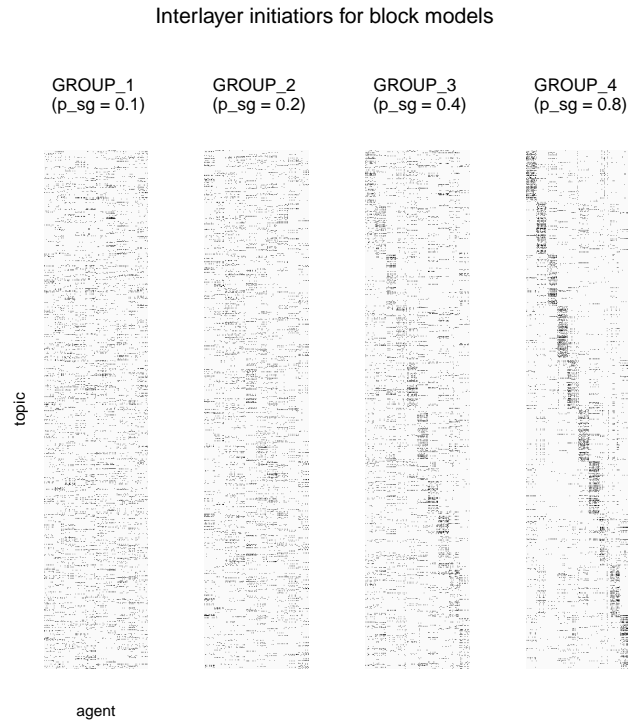 Interlayer initiatiors for block models
GROUP_1
(p_sg = 0.1)
GROUP_2
(p_sg = 0.2)
GROUP_3
(p_sg = 0.4)
GROUP_4
(p_sg = 0.8)
topic
agent